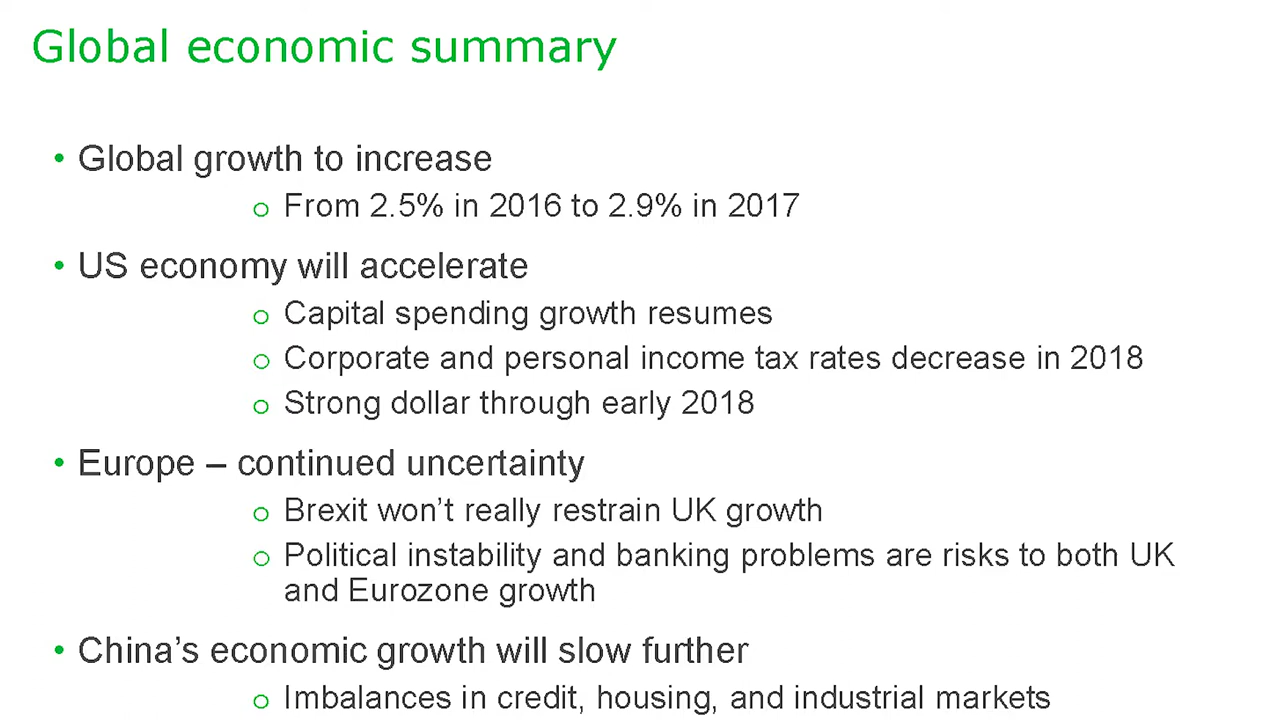 Global economic summary
• Global growth to increase
o From 2.5% in 2016 to 2.9% in 2017
• US economy will accelerate
o Capital spending growth resumes
o Corporate and personal income tax rates decrease in 2018
o Strong dollar through early 2018
• Europe – continued uncertainty
o Brexit won’t really restrain UK growth
o Political instability and banking problems are risks to both UK
and Eurozone growth
• China’s economic growth will slow further
o Imbalances in credit, housing, and industrial markets